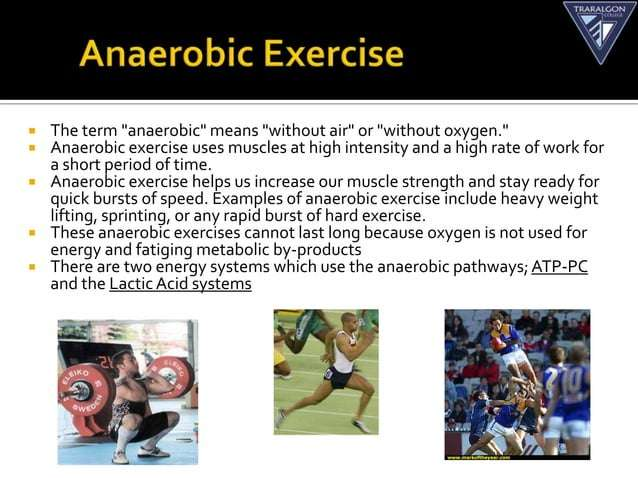 TRARALGON
COLLEGE
Anaerobic Exercise
The term "anaerobic" means "without air" or "without oxygen."
Anaerobic exercise uses muscles at high intensity and a high rate of work for
a short period of time.
Anaerobic exercise helps us increase our muscle strength and stay ready for
quick bursts of speed. Examples of anaerobic exercise include heavy weight
lifting, sprinting, or any rapid burst of hard exercise.
These anaerobic exercises cannot last long because oxygen is not used for
energy and fatiging metabolic by-products
There are two energy systems which use the anaerobic pathways; ATP-PC
and the Lactic Acid systems
ELEIKO
SWEDEN
ELEIKO
www.markoftheyear.com